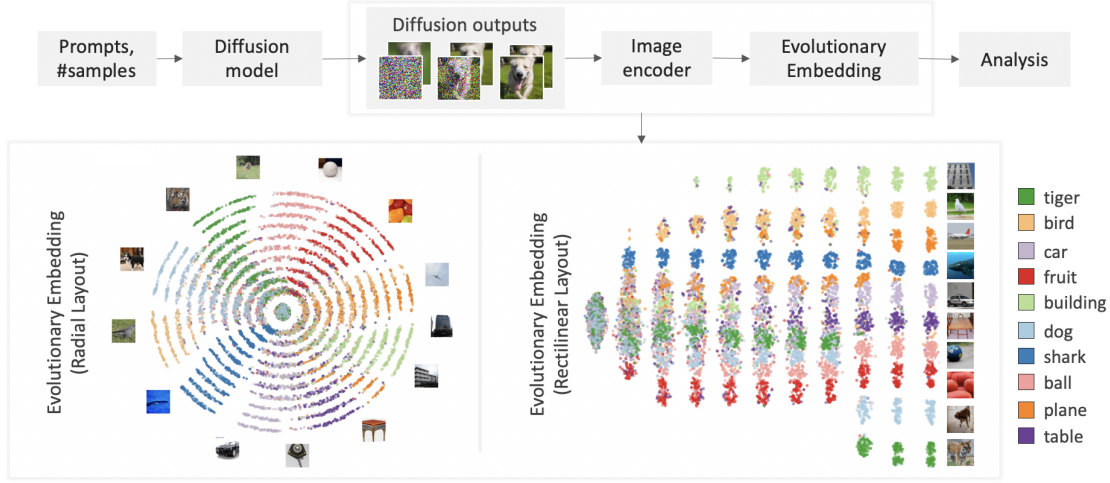 Prompts,
#samples
Diffusion
model
Diffusion outputs
Image
encoder
Evolutionary
Embedding
Analysis
Evolutionary Embedding
(Radial Layout)
Evolutionary Embedding
(Rectilinear Layout)
tiger
bird
car
fruit
building
dog
shark
ball
plane
table